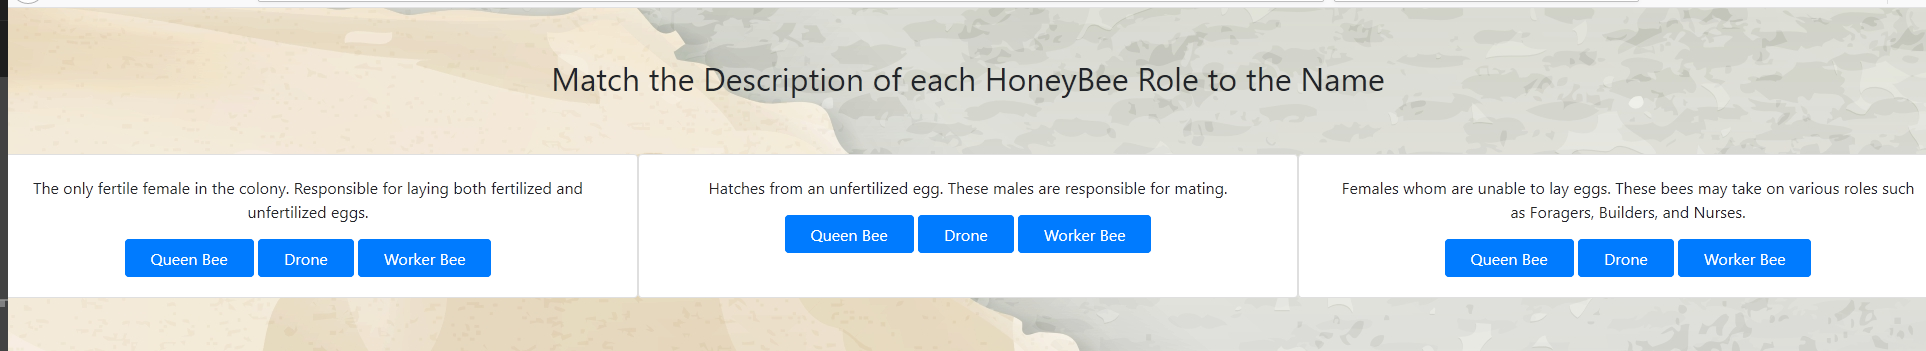 Match the Description of each HoneyBee Role to the Name
The only fertile female in the colony. Responsible for laying both fertilized and
unfertilized eggs.
Queen Bee
Drone
Worker Bee
Hatches from an unfertilized egg. These males are responsible for mating.
Queen Bee
Drone
Worker Bee
Females whom are unable to lay eggs. These bees may take on various roles such
as Foragers, Builders, and Nurses.
Queen Bee
Drone
Worker Bee